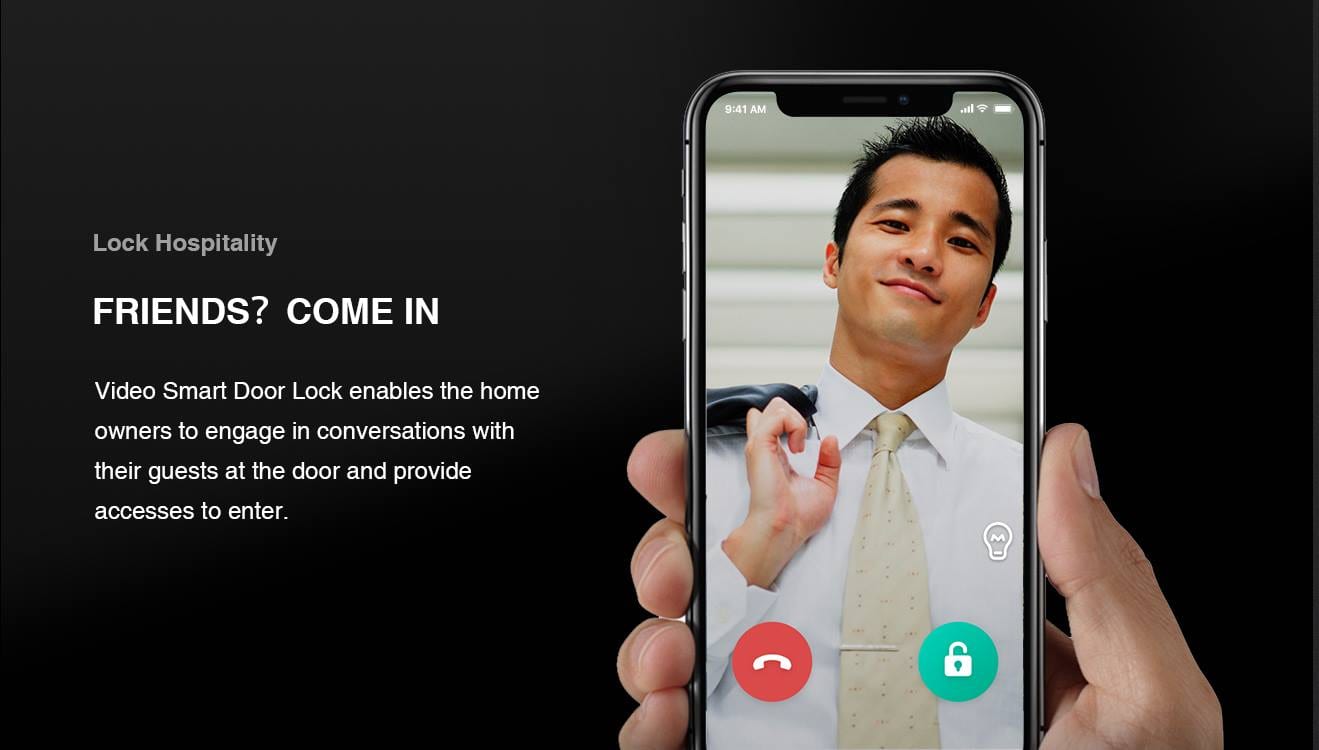 Lock Hospitality
FRIENDS? COME IN
Video Smart Door Lock enables the home
owners to engage in conversations with
their guests at the door and provide
accesses to enter.
9:41 AM